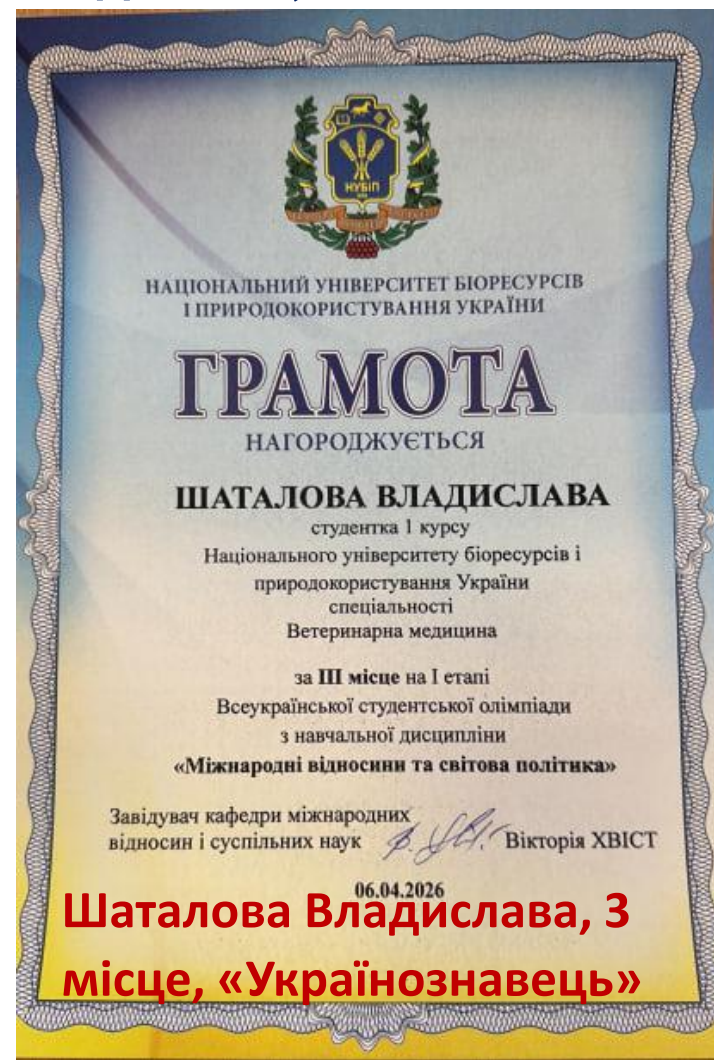 НУБІП
НАЦІОНАЛЬНИЙ УНІВЕРСИТЕТ БІОРЕСУРСІВ
І ПРИРОДОКОРИСТУВАННЯ УКРАЇНИ
ГРАМОТА
НАГОРОДЖУЄТЬСЯ
ШАТАЛОВА ВЛАДИСЛАВА
студентка 1 курсу
Національного університету біоресурсів і
природокористування України
спеціальності
Ветеринарна медицина
за III місце на I етапі
Всеукраїнської студентської олімпіади
з навчальної дисципліни
«Міжнародні відносини та світова політика»
Завідувач кафедри міжнародних
відносин і суспільних наук Вікторія ХВІСТ
06.04.2026
Шаталова Владислава, 3
місце, «Українознавець»